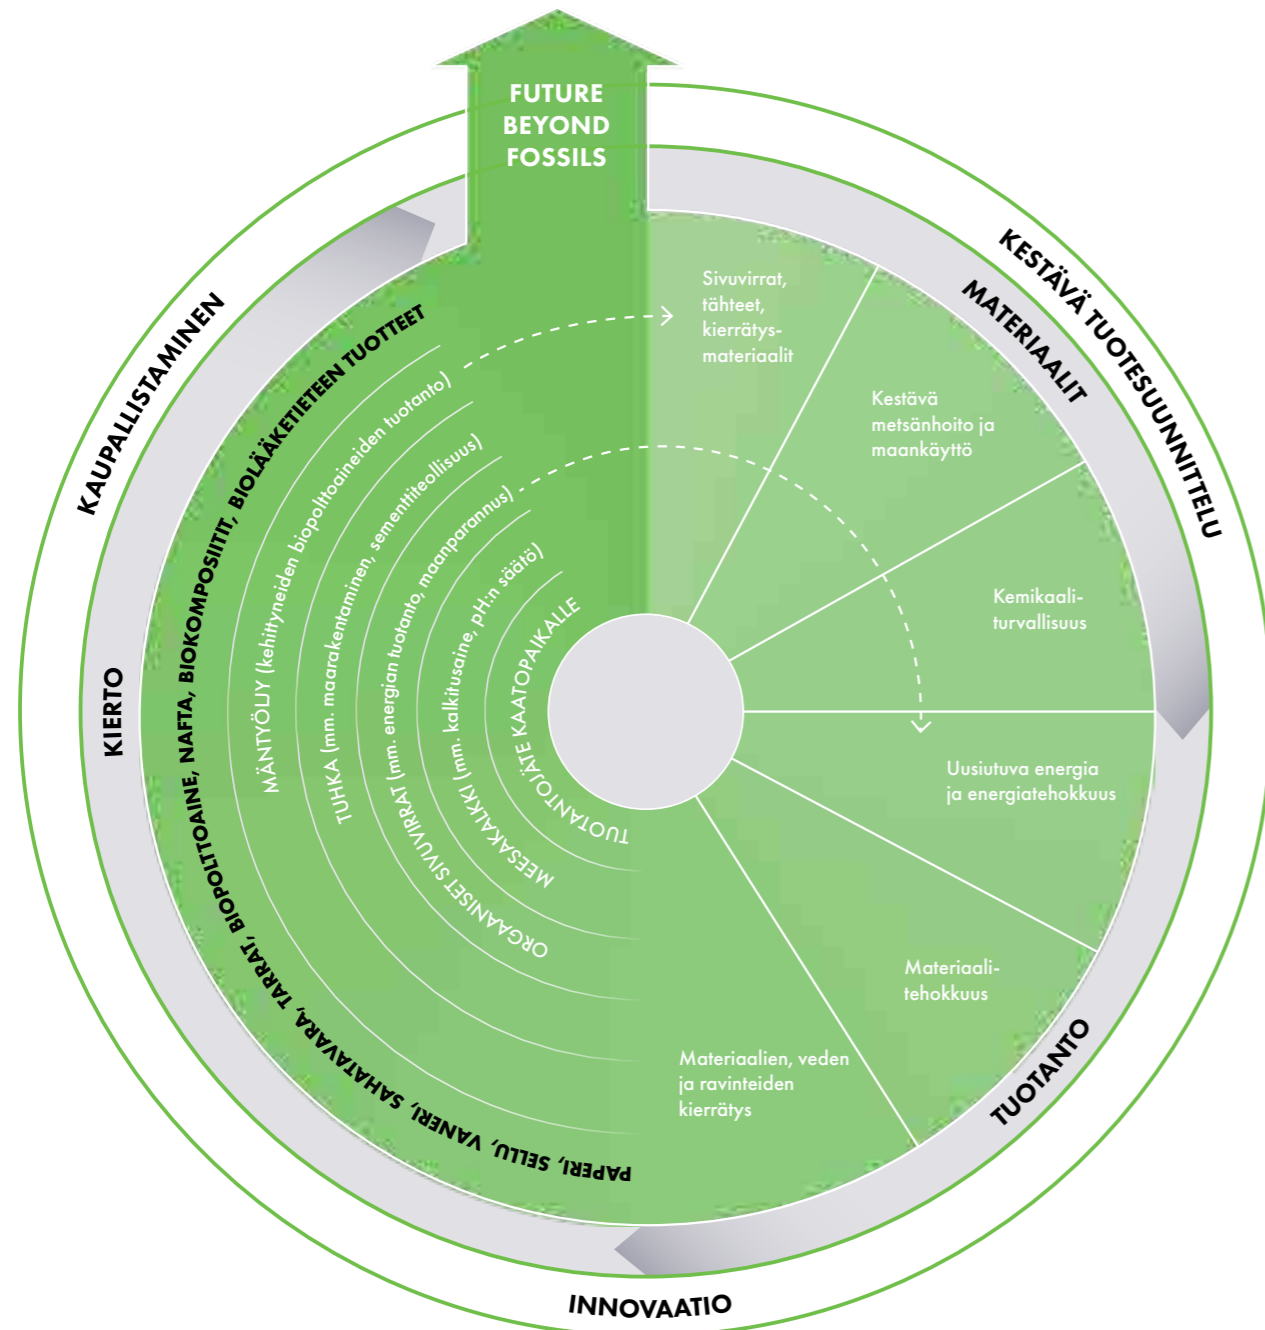 FUTURE
BEYOND
FOSSILS
KESTÄVÄ TUOTESUUNNITTELU
MATERIAALIT
Sivuvirrat,
tähteet,
kierrätys-
materiaalit
Kestävä
metsänhoito ja
maankäyttö
Kemikaali-
turvallisuus
Uusiutuva energia
ja energiatehokkuus
Materiaali-
tehokkuus
Materiaalien, veden
ja ravinteiden
kierrätys
TUOTANTO
INNOVAATIO
KIERTO
KAUPALLISTAMINEN
PAPERI, SELLU, VANERI, SAHATAVARA, TARRAT, BIOPOLTTOAINE, NAFTA, BIOKOMPOSIITIT, BIOLÄÄKETIETEEN TUOTTEET
MÄNTYÖLJY (kehittyneiden biopolttoaineiden tuotanto)
TUHKA (mm. maarakentaminen, sementtiteollisuus)
ORGAANISET SIVUVIRRAT (mm. energian tuotanto, maanparannus)
MEESAKALKKI (mm. kalkitusaine, pH:n säätö)
TUOTANTOJÄTE KAATOPAIKALLE